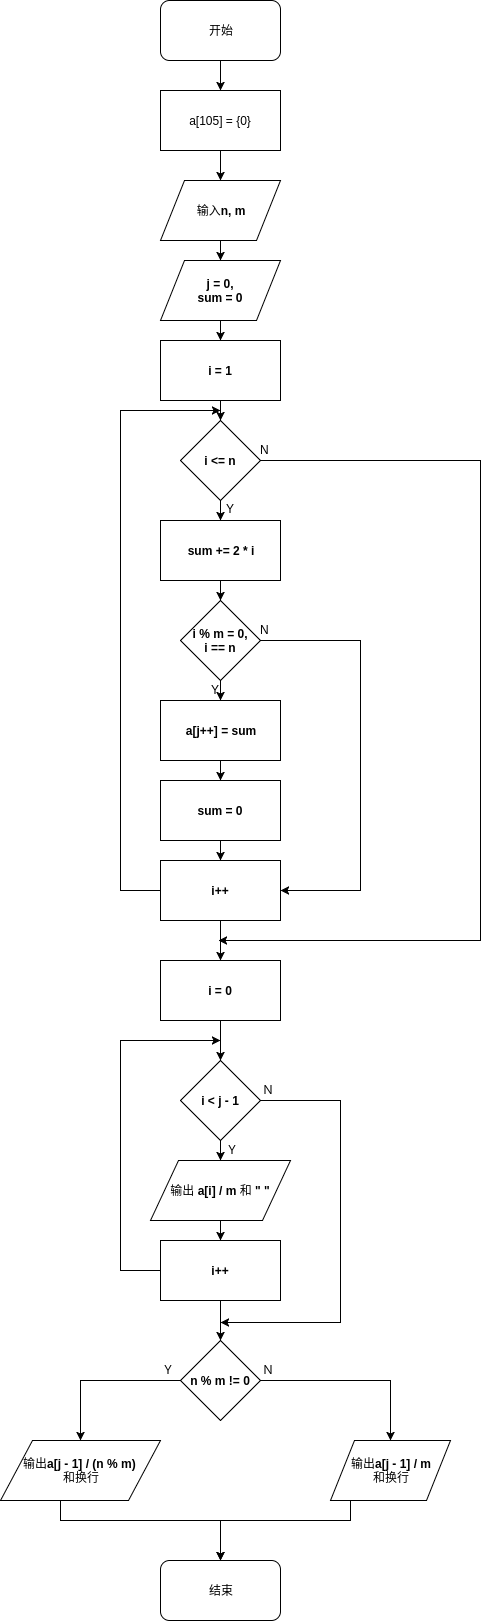 开始
a[105] = {0}
输入n, m
j = 0,
sum = 0
i = 1
i <= n
N
Y
sum += 2 * i
i % m = 0,
i == n
N
Y
a[j++] = sum
sum = 0
i++
i = 0
i < j - 1
N
Y
输出 a[i] / m 和 " "
i++
n % m != 0
Y
N
输出a[j - 1] / (n % m)
和换行
输出a[j - 1] / m
和换行
结束